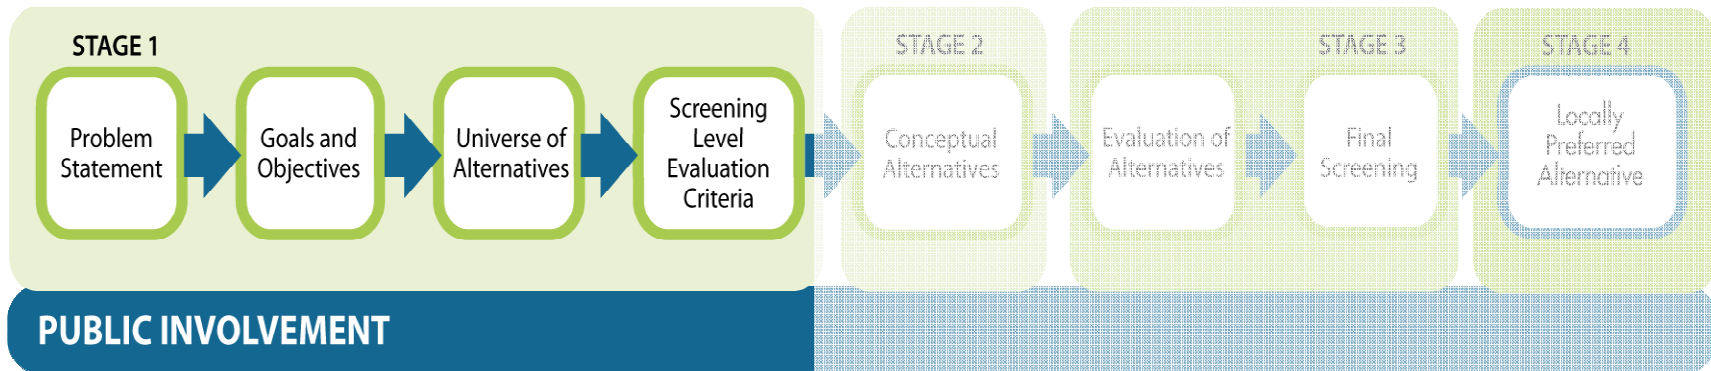 STAGE 1
Problem
Statement
Goals and
Objectives
Universe of
Alternatives
Screening
Level
Evaluation
Criteria
STAGE 2
Conceptual
Alternatives
STAGE 3
Evaluation of
Alternatives
Final
Screening
STAGE 4
Locally
Preferred
Alternative
PUBLIC INVOLVEMENT